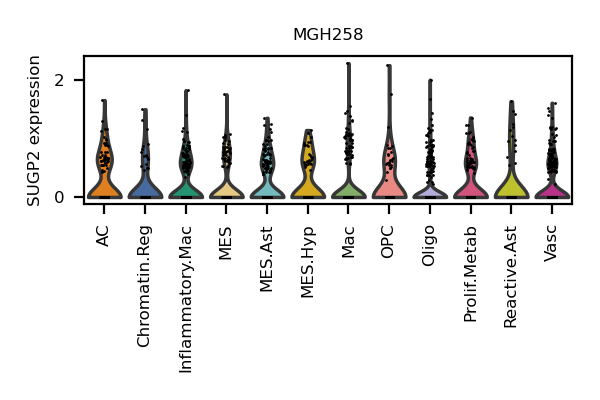 MGH258
SUGP2 expression
2
0
AC
Chromatin.Reg
Inflammatory.Mac
MES
MES.Ast
MES.Hyp
Mac
OPC
Oligo
Prolif.Metab
Reactive.Ast
Vasc